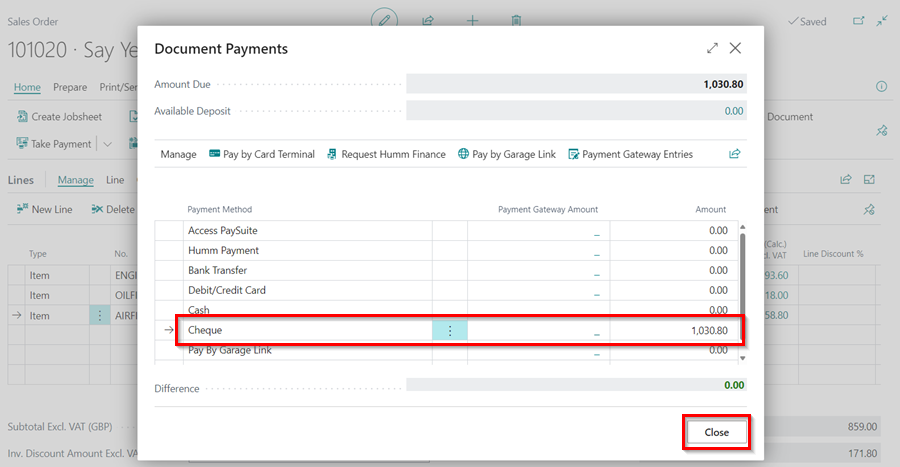 Sales Order
Saved
101020 · Say Ye
Document Payments
Amount Due 1,030.80
Available Deposit 0.00
Home Prepare Print/Sen
Create Jobsheet
Document
Take Payment
Manage Pay by Card Terminal Request Humm Finance Pay by Garage Link Payment Gateway Entries
Lines Manage Line
New Line Delete
Payment Method Payment Gateway Amount Amount
Access PaySuite _ 0.00
Humm Payment _ 0.00
Bank Transfer _ 0.00
Debit/Credit Card _ 0.00
Cash 0.00
Cheque _ 1,030.80
Pay By Garage Link _ 0.00
Difference 0.00
Close
Type No.
(Calc.)
VAT Line Discount %
Item ENGI 93.60
Item OILFI 18.00
Item AIRFI 58.80
Subtotal Excl. VAT (GBP) 859.00
Inv. Discount Amount Excl. VA 171.80